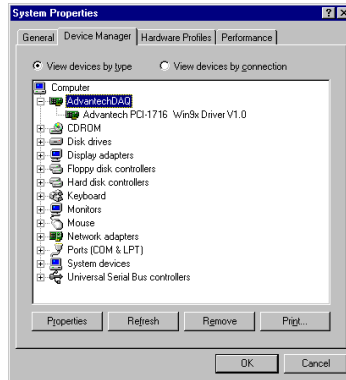 System Properties
General Device Manager Hardware Profiles Performance
View devices by type View devices by connection
Computer
AdvantechDAQ
Advantech PCI-1716 Win9x Driver V1.0
CDROM
Disk drives
Display adapters
Floppy disk controllers
Hard disk controllers
Keyboard
Monitors
Mouse
Network adapters
Ports (COM & LPT)
System devices
Universal Serial Bus controllers
Properties Refresh Remove Print...
OK Cancel